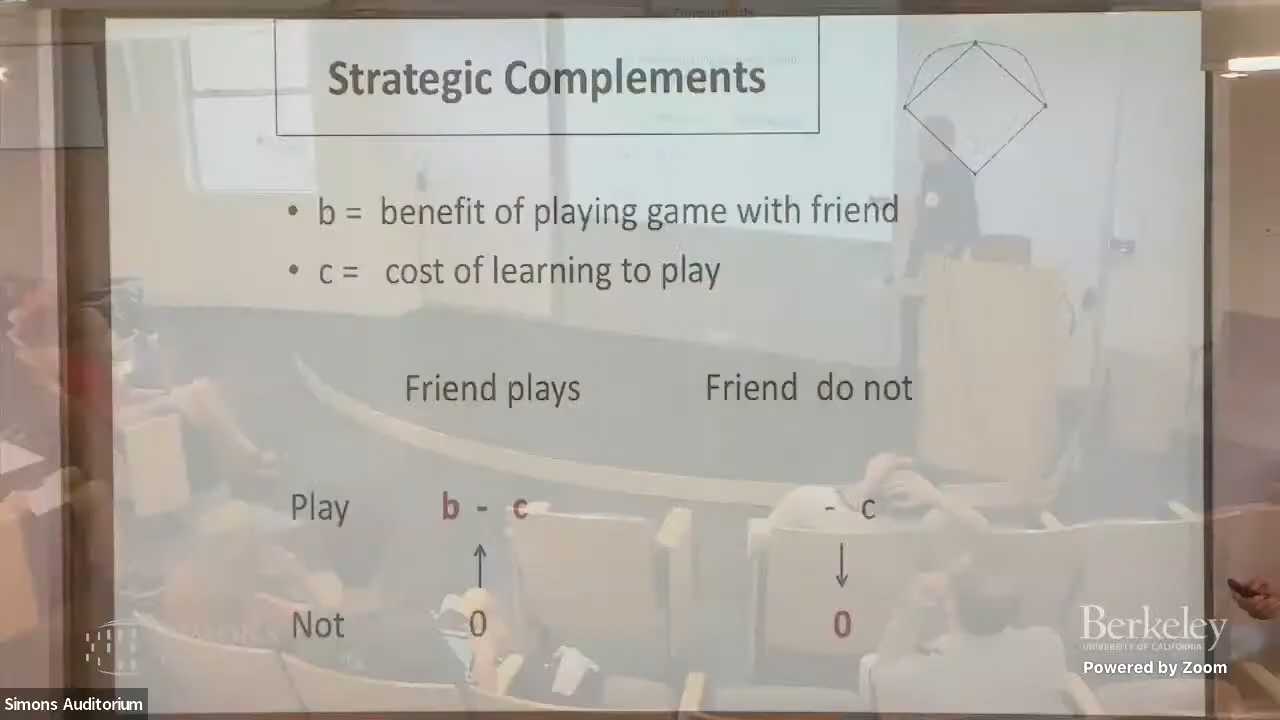 Strategic Complements
• b = benefit of playing game with friend
• c = cost of learning to play
Friend plays Friend do not
Play b - c - c
Not 0 0
Berkeley
UNIVERSITY OF CALIFORNIA
Powered by Zoom
Simons Auditorium